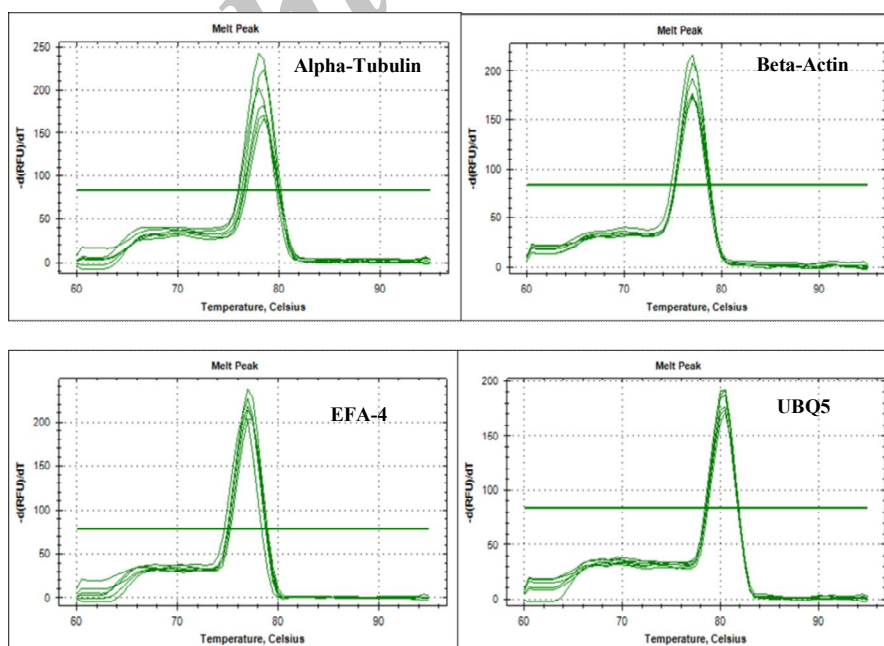 Melt Peak
Alpha-Tubulin
250
200
150
100
50
0
-d(RFU)/dT
60 70 80 90
Temperature, Celsius
Melt Peak
Beta-Actin
200
150
100
50
0
-d(RFU)/dT
60 70 80 90
Temperature, Celsius
Melt Peak
EFA-4
200
150
100
50
0
-d(RFU)/dT
60 70 80 90
Temperature, Celsius
Melt Peak
UBQ5
200
150
100
50
0
-d(RFU)/dT
60 70 80 90
Temperature, Celsius